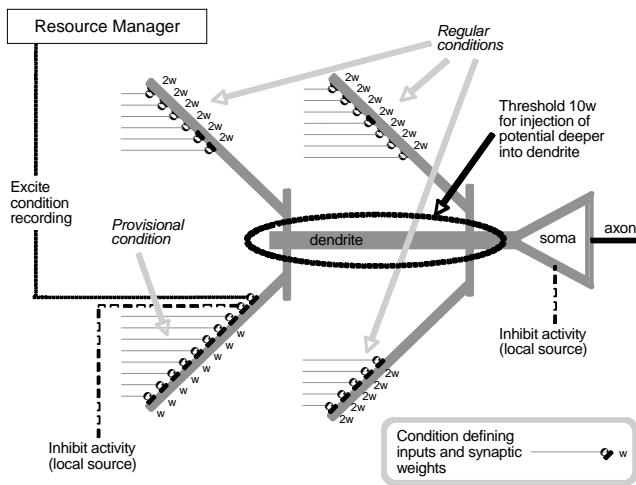 Resource Manager
Regular
conditions
2w
2w
2w
2w
2w
2w
2w
2w
2w
2w
2w
2w
Threshold 10w
for injection of
potential deeper
into dendrite
Excite
condition
recording
Provisional
condition
dendrite
soma
axon
w
w
w
w
w
w
w
w
w
w
2w
2w
2w
2w
2w
2w
Inhibit activity
(local source)
Inhibit activity
(local source)
Condition defining
inputs and synaptic
weights
w